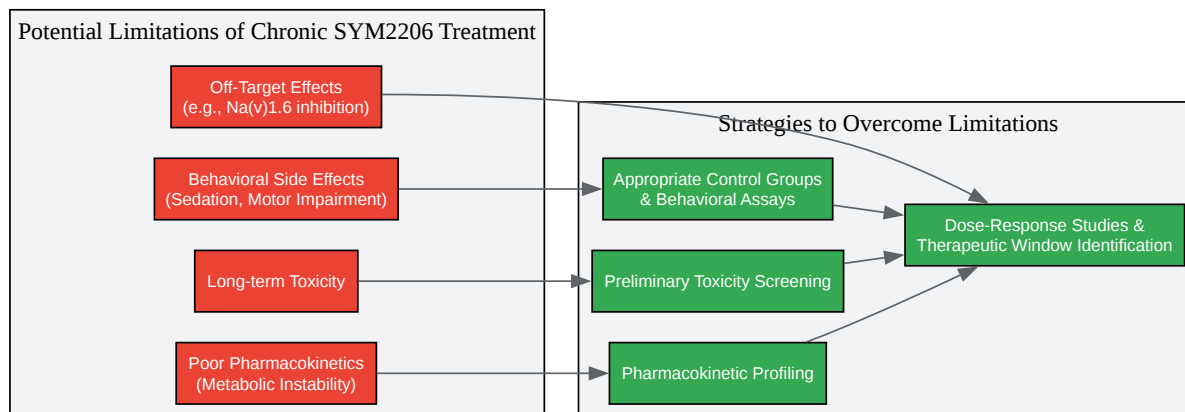 Potential Limitations of Chronic SYM2206 Treatment
Off-Target Effects
(e.g., Na(v)1.6 inhibition)
Behavioral Side Effects
(Sedation, Motor Impairment)
Long-term Toxicity
Poor Pharmacokinetics
(Metabolic Instability)
Strategies to Overcome Limitations
Appropriate Control Groups
& Behavioral Assays
Preliminary Toxicity Screening
Pharmacokinetic Profiling
Dose-Response Studies &
Therapeutic Window Identification